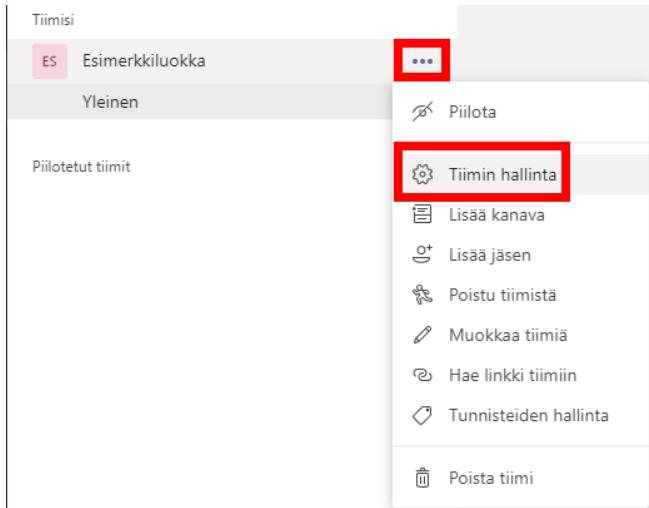 Tiimisi
ES Esimerkkiluokka
Yleinen
Piilotetut tiimit
Piilota
Tiimin hallinta
Lisää kanava
Lisää jäsen
Poistu tiimistä
Muokkaa tiimiä
Hae linkki tiimiin
Tunnisteiden hallinta
Poista tiimi